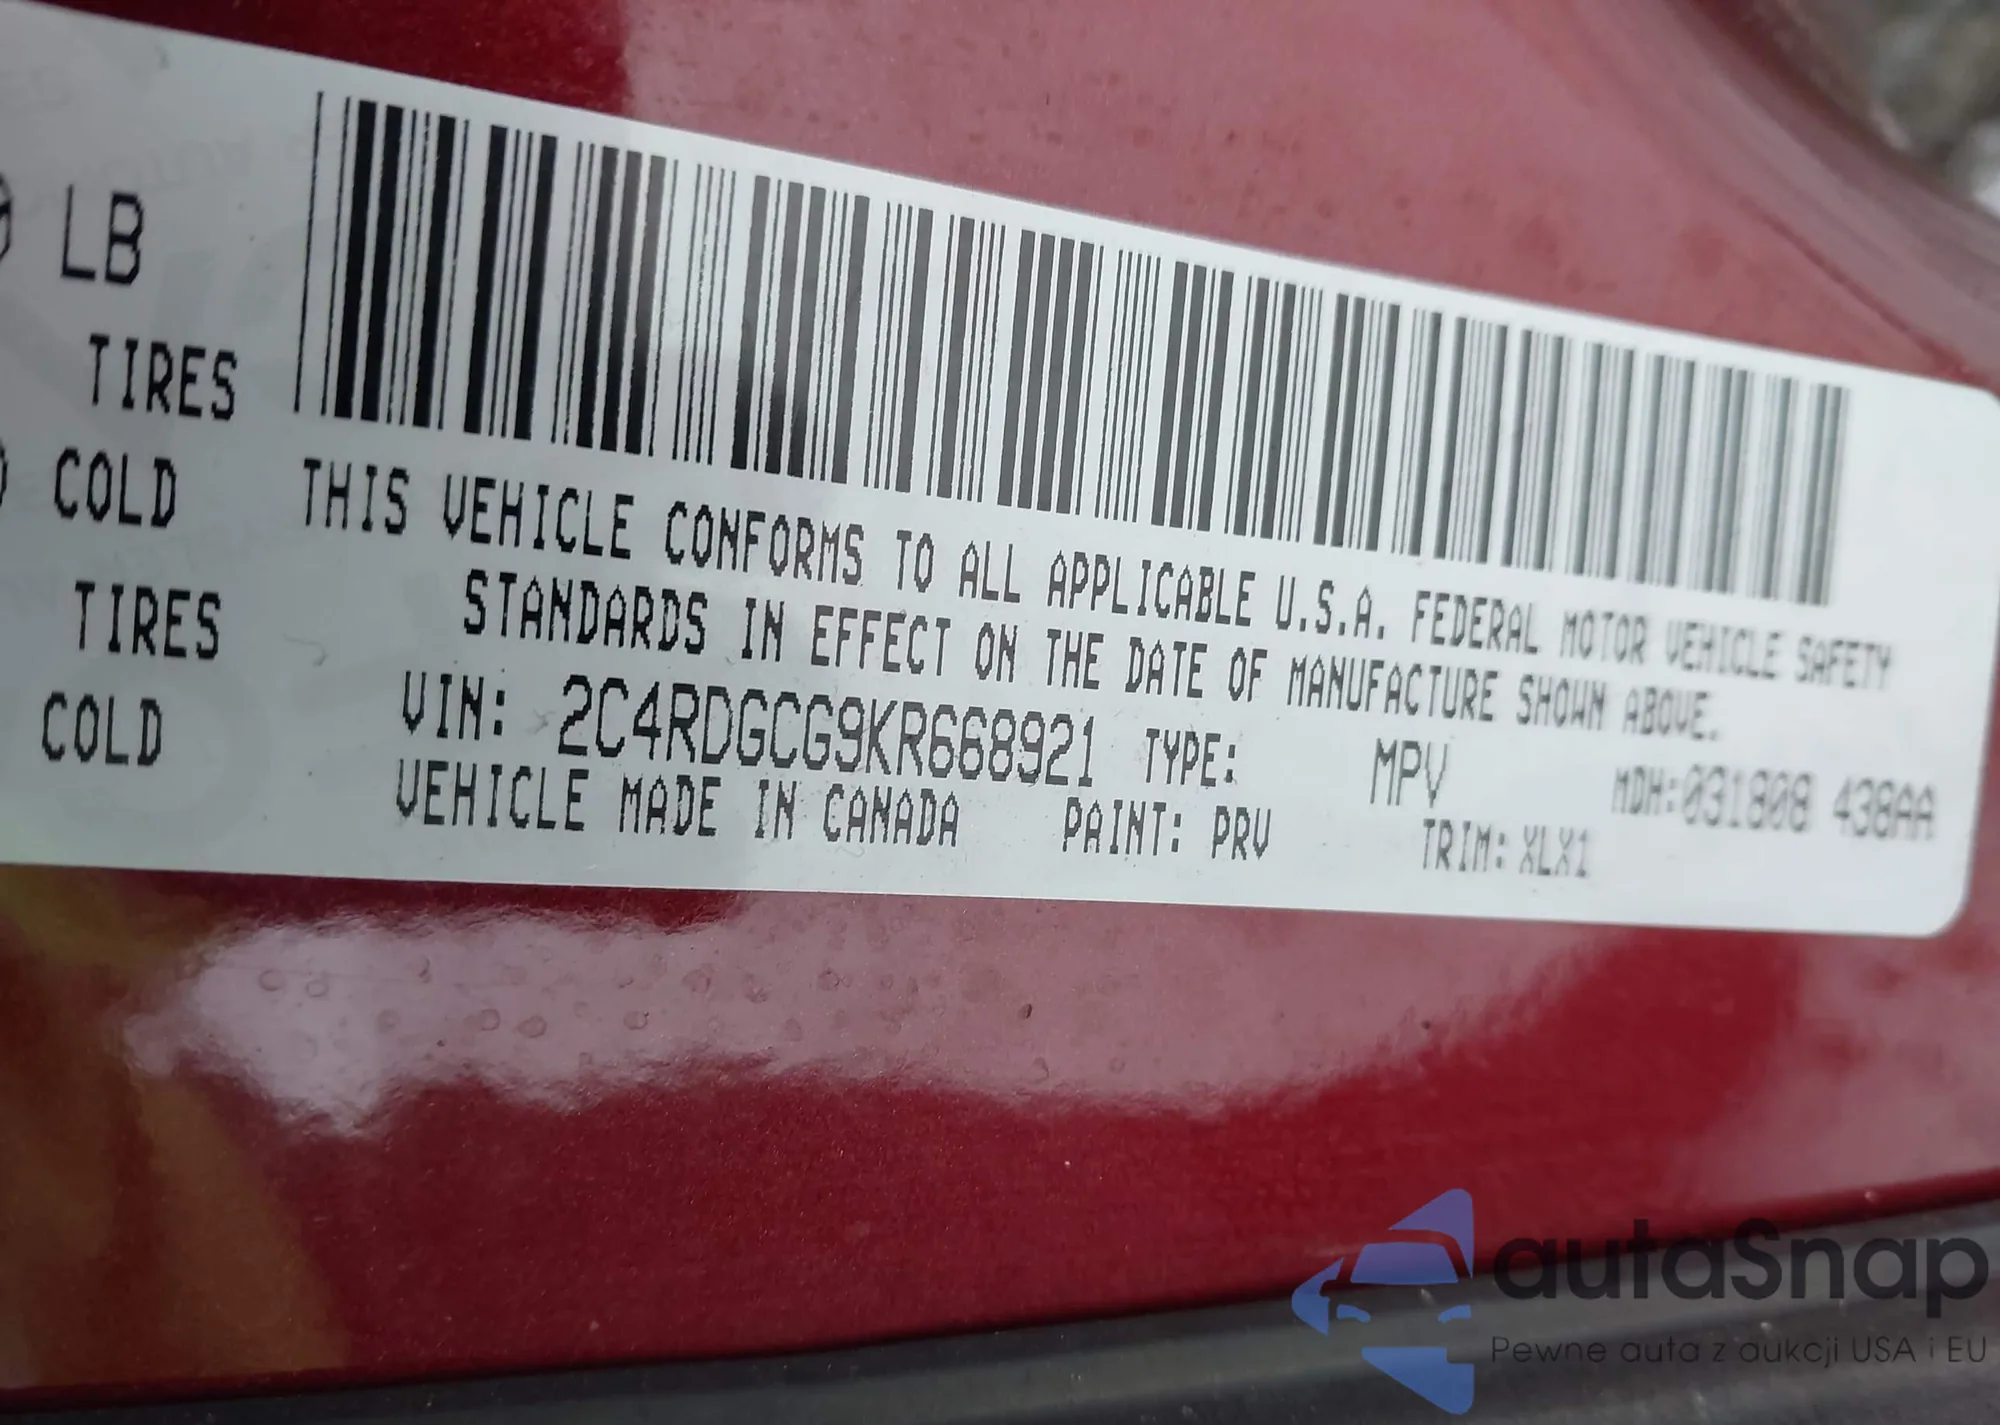 LB
TIRES
COLD
TIRES
COLD
THIS VEHICLE CONFORMS TO ALL APPLICABLE U.S.A. FEDERAL MOTOR VEHICLE SAFETY
STANDARDS IN EFFECT ON THE DATE OF MANUFACTURE SHOWN ABOVE.
VIN: 2C4RDGCG9KR668921 TYPE: MPV MDH:031808 438AA
VEHICLE MADE IN CANADA PAINT: PRV TRIM: XLX1
autaSnap
Pewne auta z aukcji USA i EU